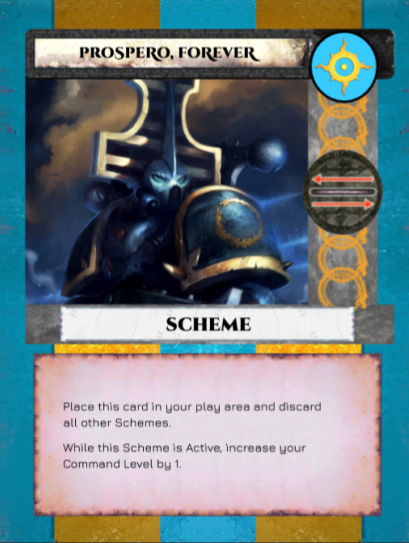 PROSPERO, FOREVER
SCHEME
Place this card in your play area and discard
all other Schemes.
While this Scheme is Active, increase your
Command Level by 1.